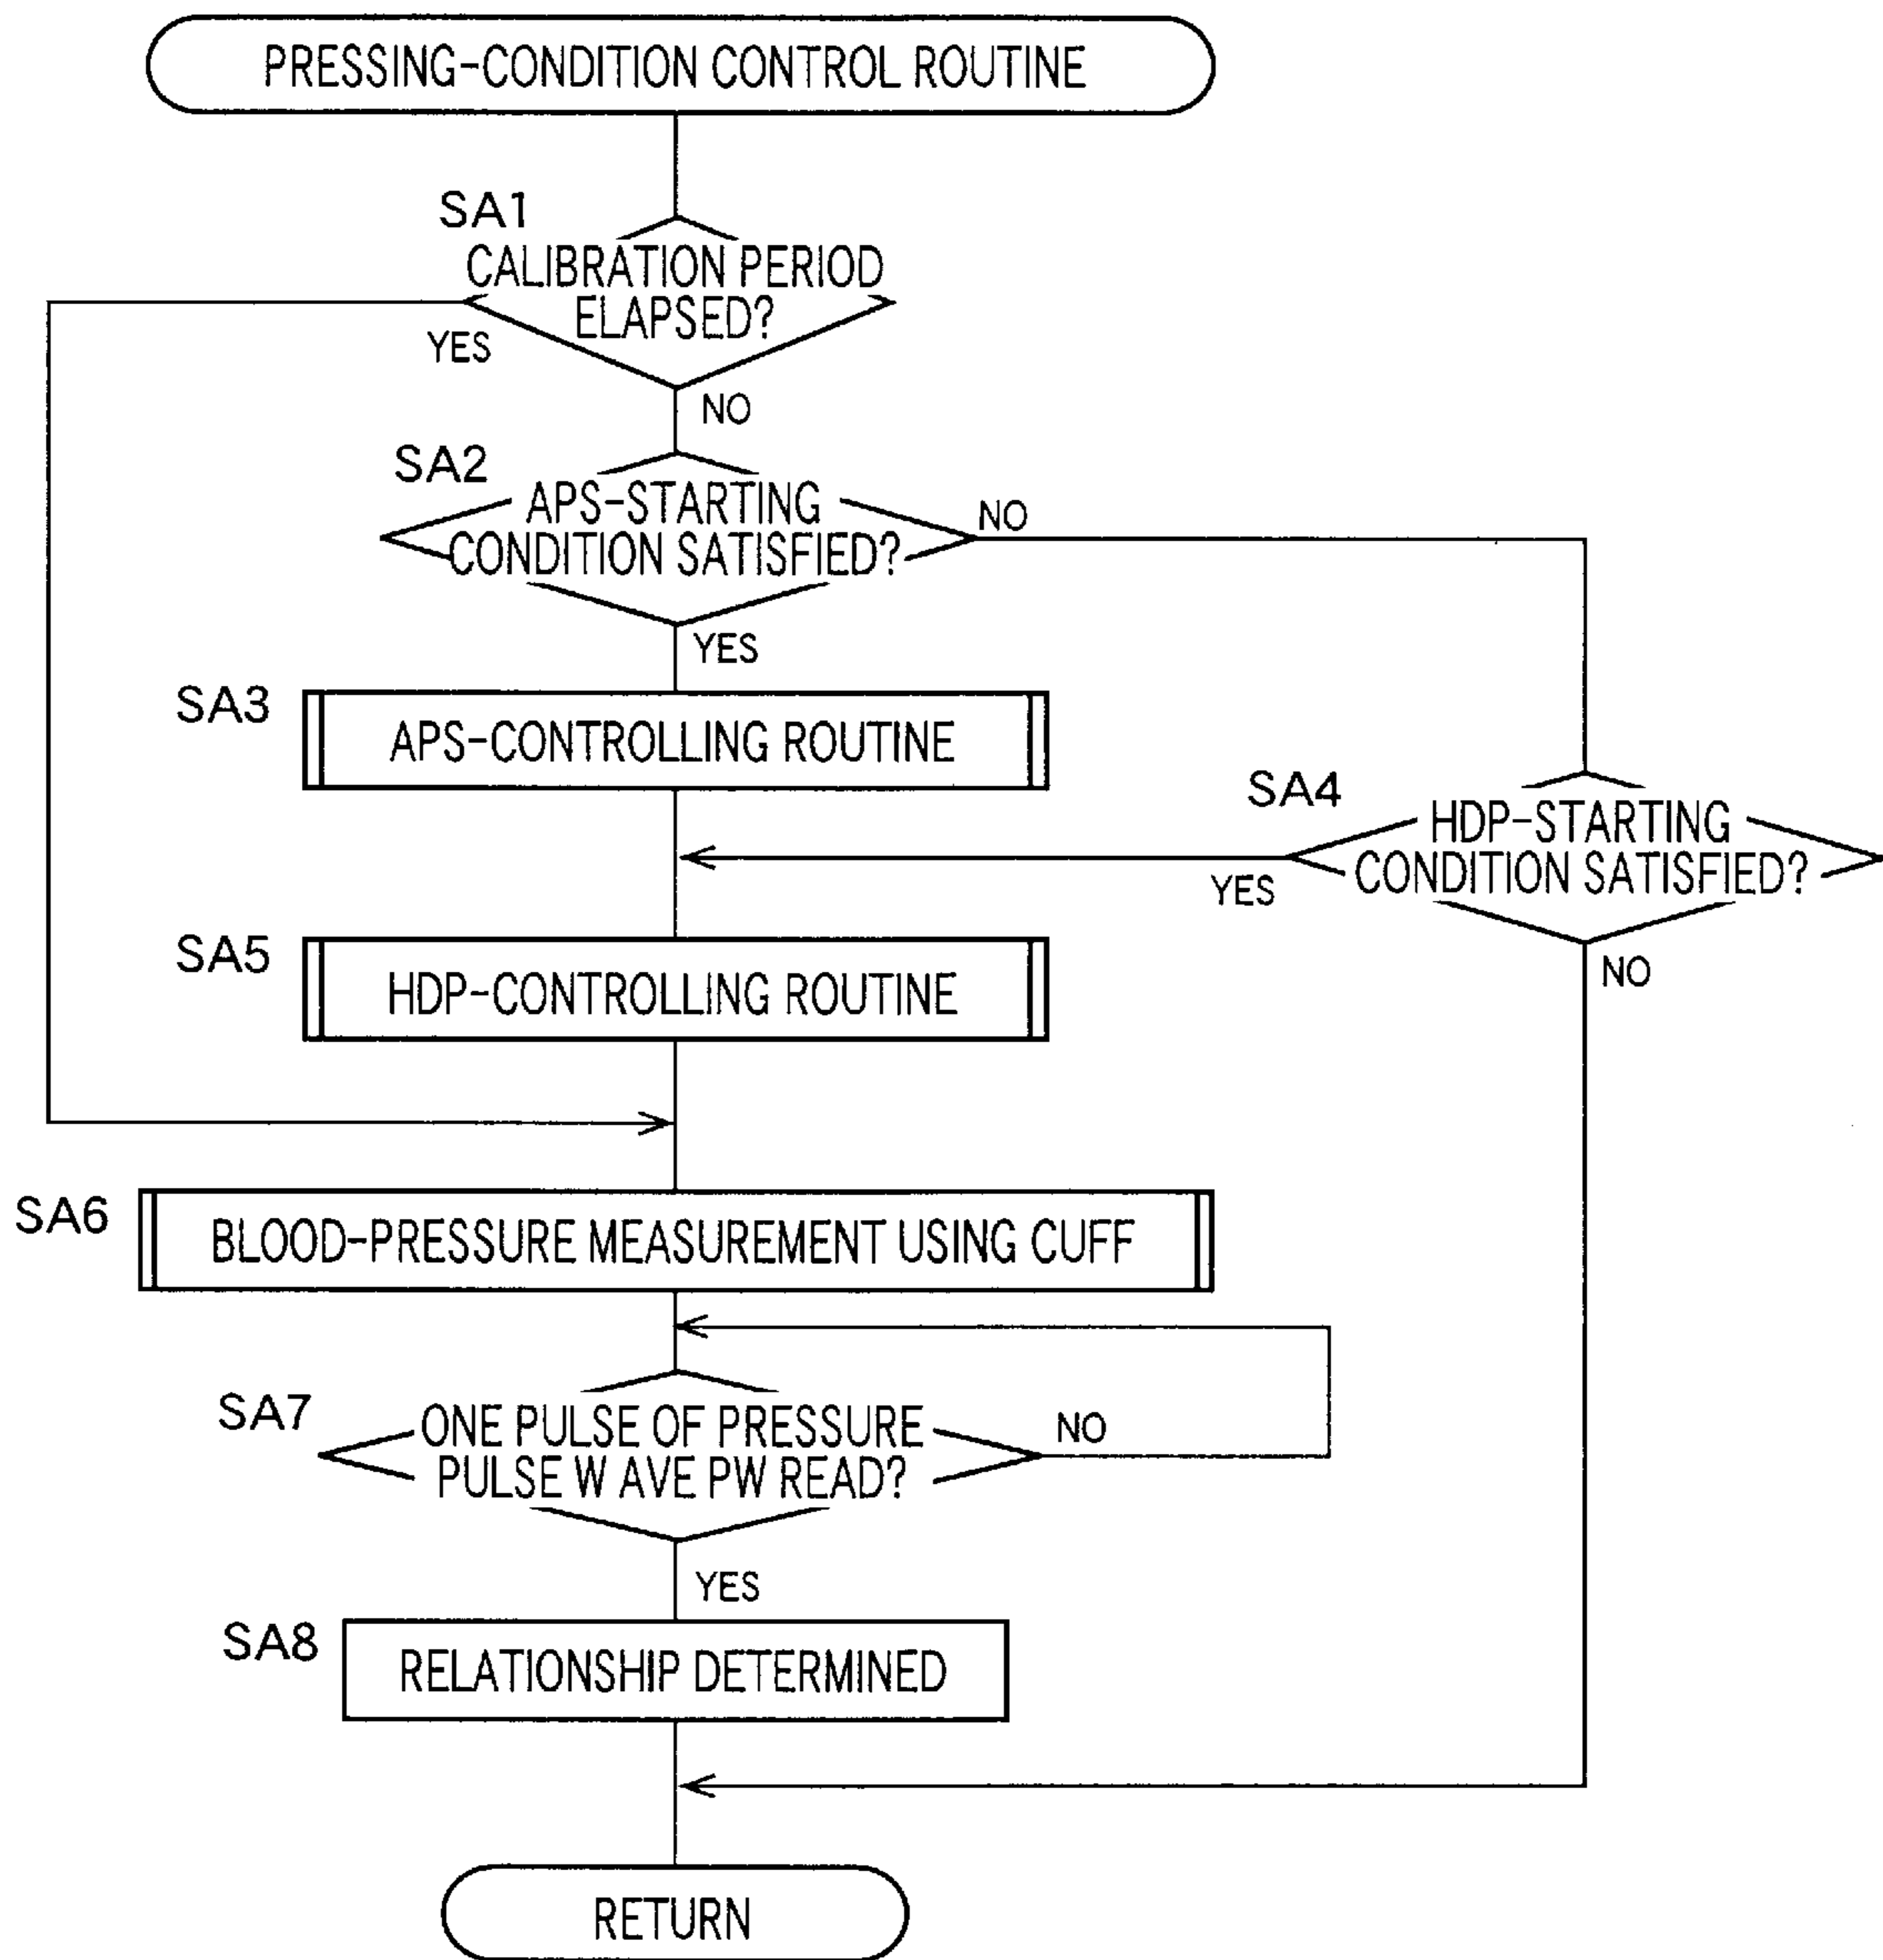 PRESSING-CONDITION CONTROL ROUTINE
SA1
CALIBRATION PERIOD
ELAPSED?
YES
NO
SA2
APS-STARTING
CONDITION SATISFIED?
NO
YES
SA3
APS-CONTROLLING ROUTINE
SA4
HDP-STARTING
CONDITION SATISFIED?
YES
NO
SA5
HDP-CONTROLLING ROUTINE
SA6
BLOOD-PRESSURE MEASUREMENT USING CUFF
SA7
ONE PULSE OF PRESSURE
PULSE W AVE PW READ?
NO
YES
SA8
RELATIONSHIP DETERMINED
RETURN